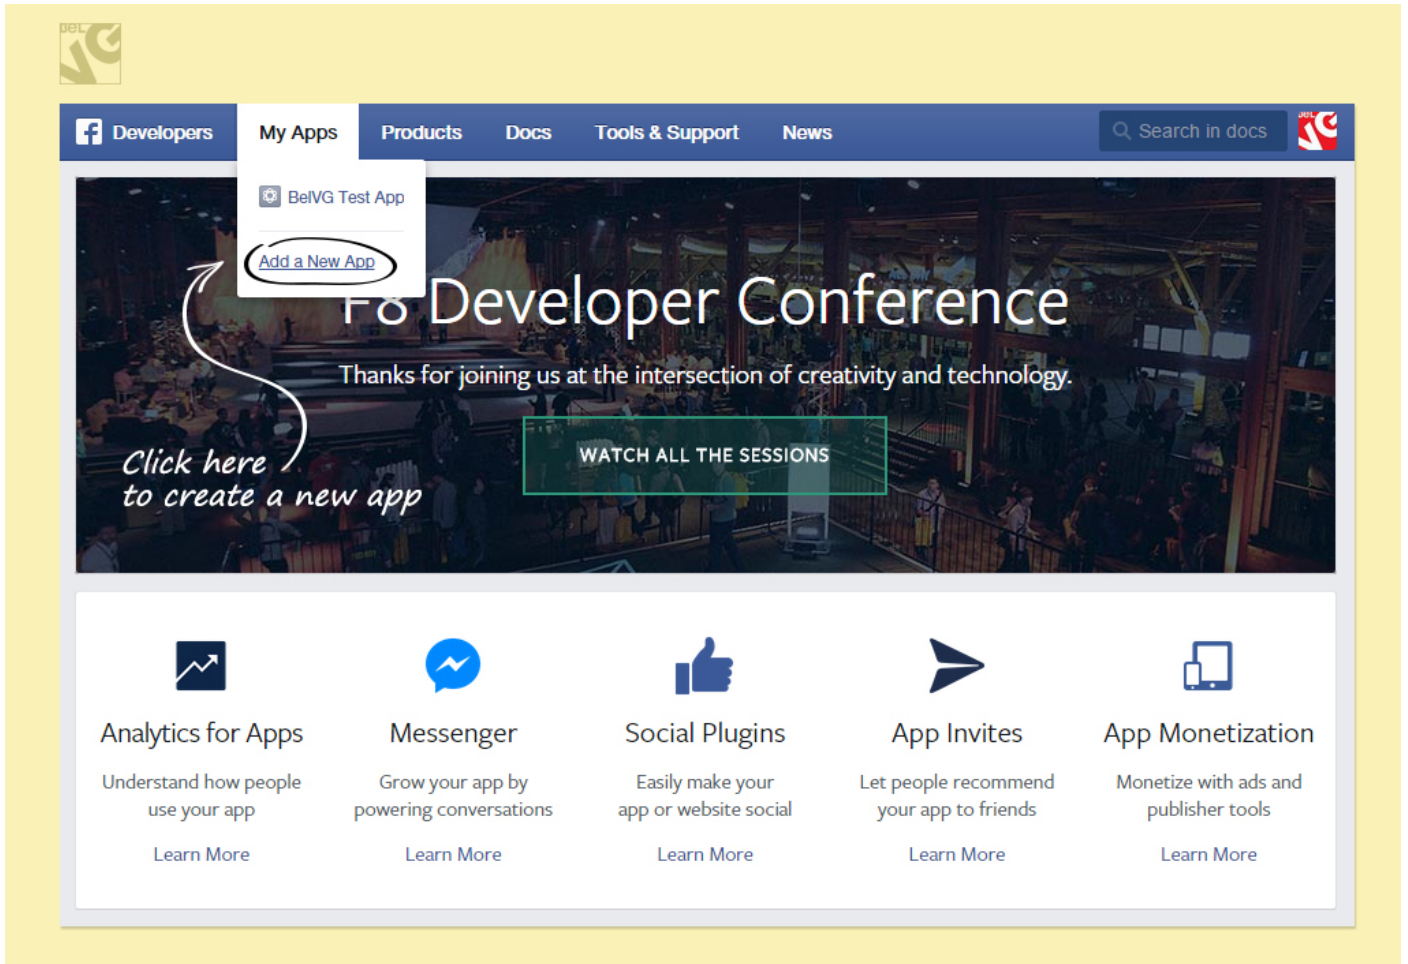 BelVG
Developers
My Apps
Products
Docs
Tools & Support
News
Search in docs
BelVG
BelVG Test App
Add a New App
F8 Developer Conference
Thanks for joining us at the intersection of creativity and technology.
WATCH ALL THE SESSIONS
Click here
to create a new app
Analytics for Apps
Understand how people
use your app
Learn More
Messenger
Grow your app by
powering conversations
Learn More
Social Plugins
Easily make your
app or website social
Learn More
App Invites
Let people recommend
your app to friends
Learn More
App Monetization
Monetize with ads and
publisher tools
Learn More